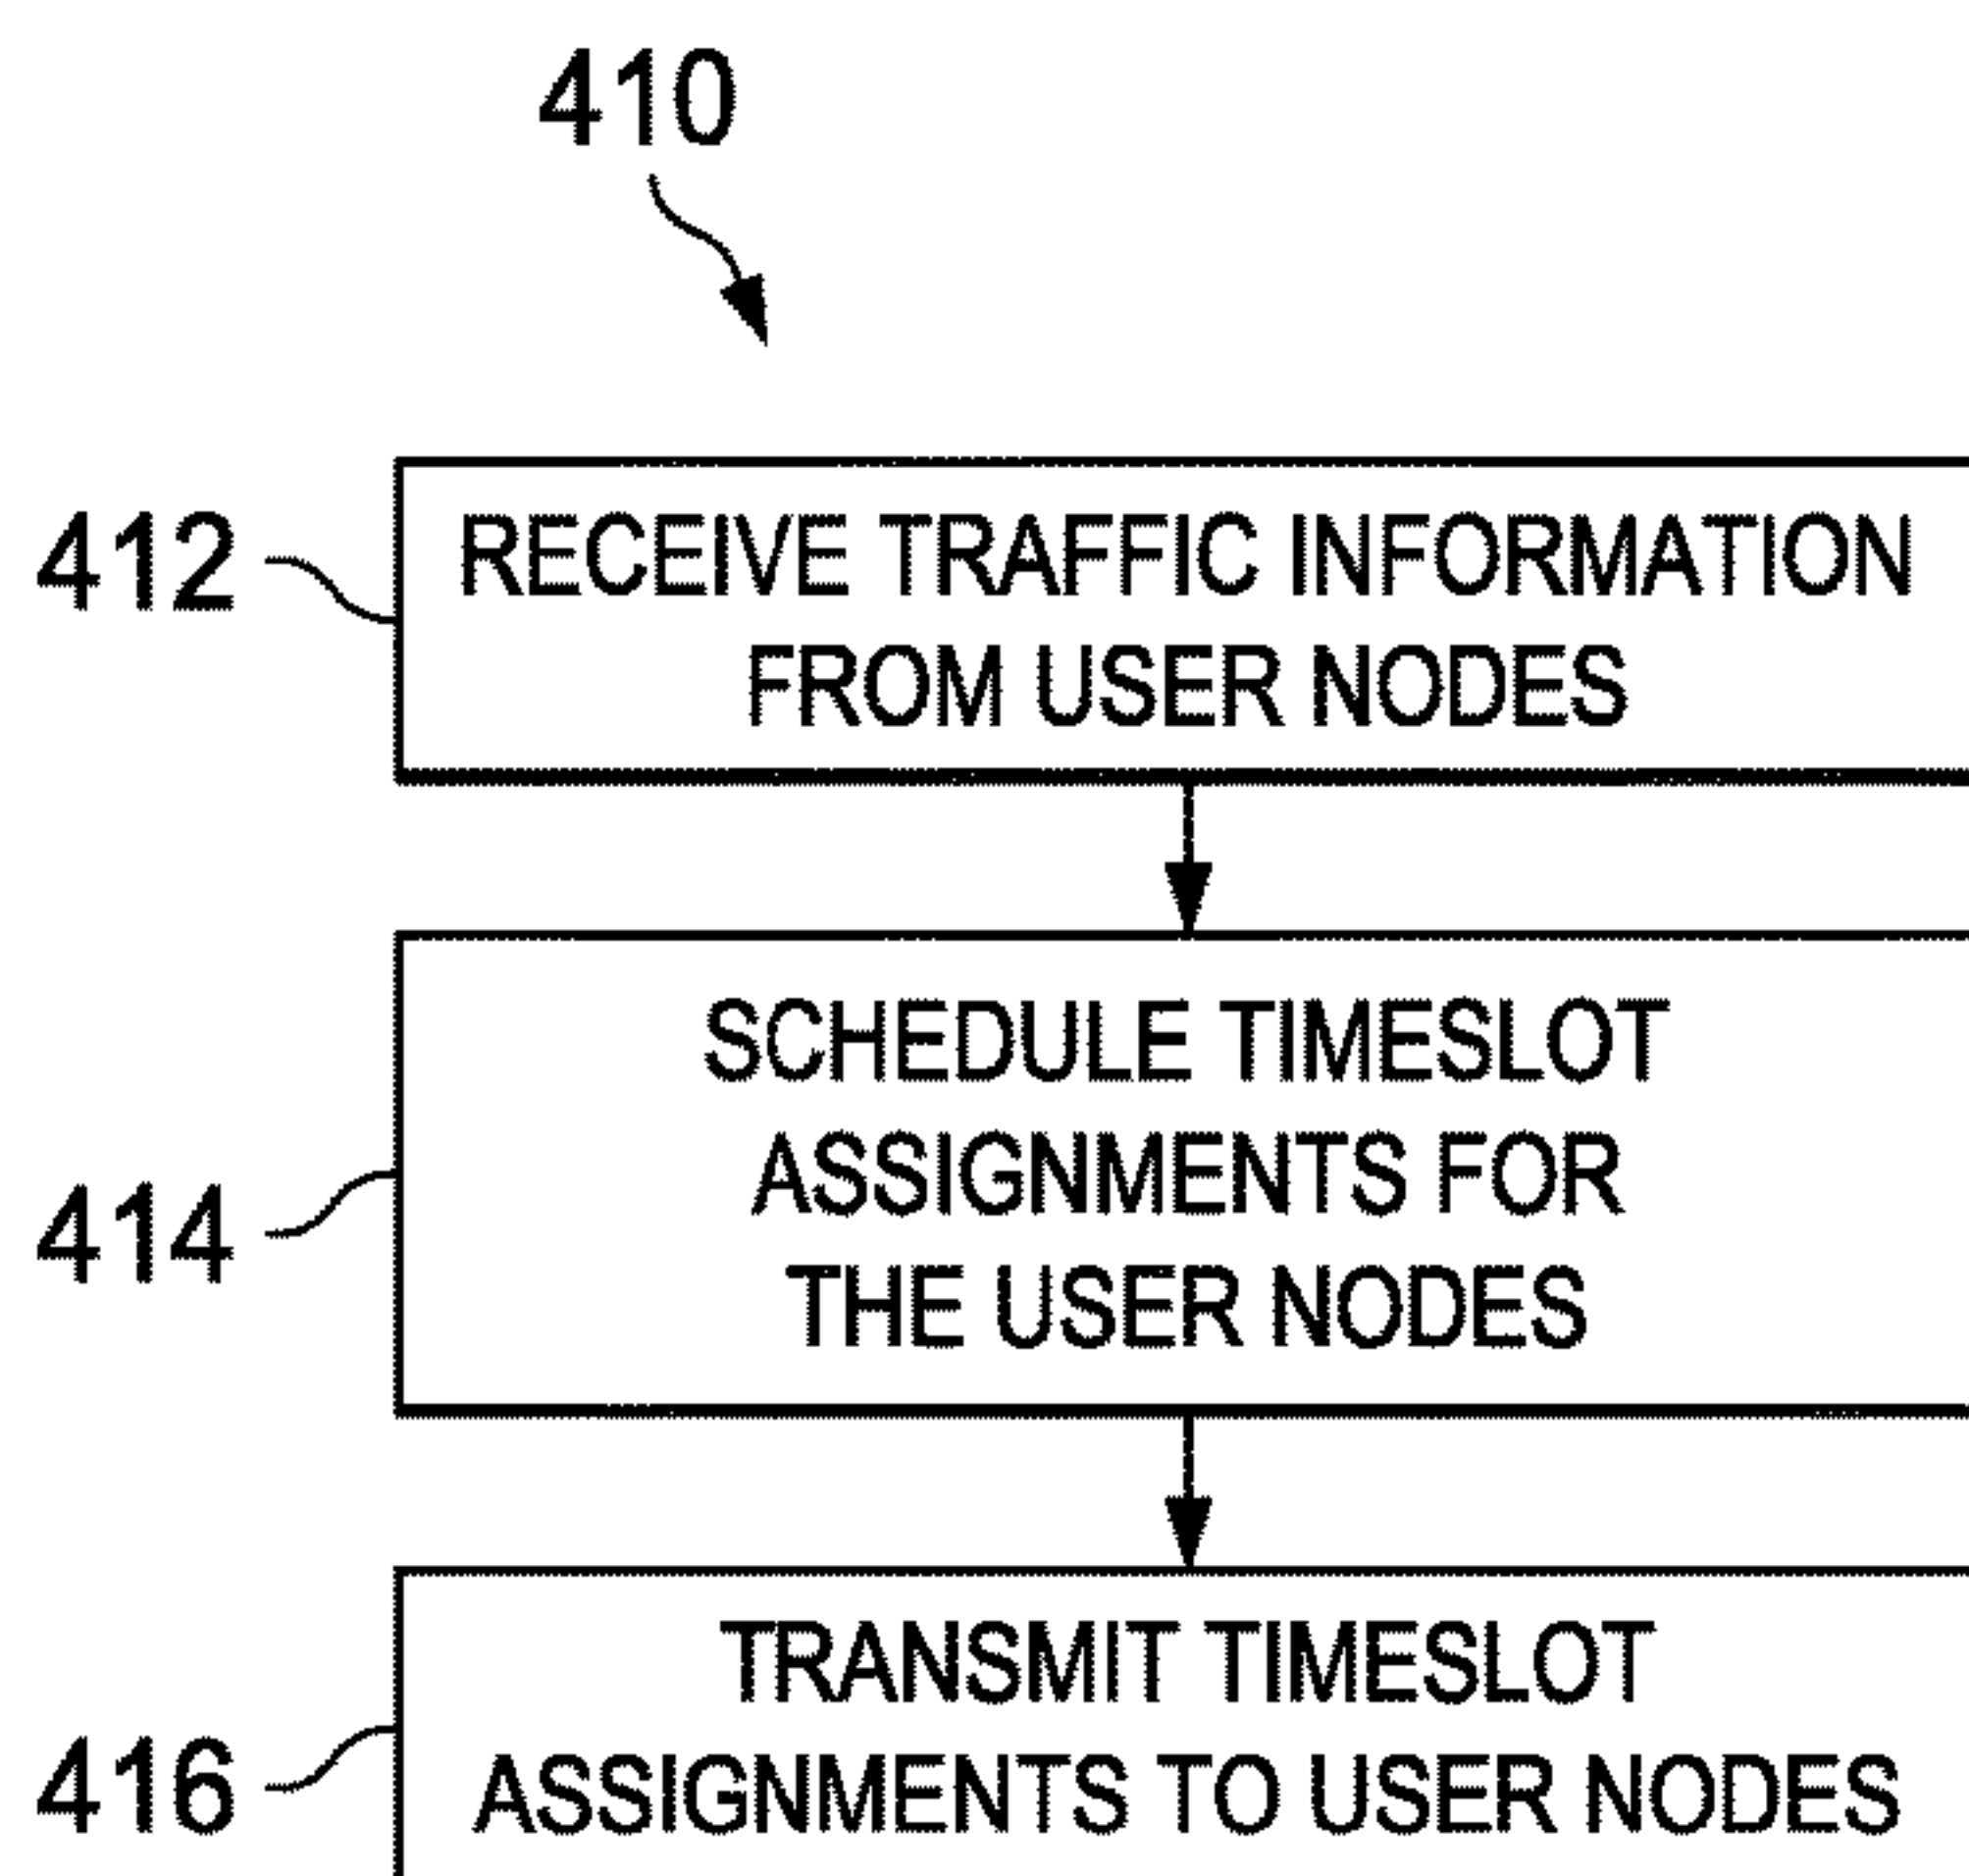 410
412
RECEIVE TRAFFIC INFORMATION
FROM USER NODES
414
SCHEDULE TIMESLOT
ASSIGNMENTS FOR
THE USER NODES
416
TRANSMIT TIMESLOT
ASSIGNMENTS TO USER NODES